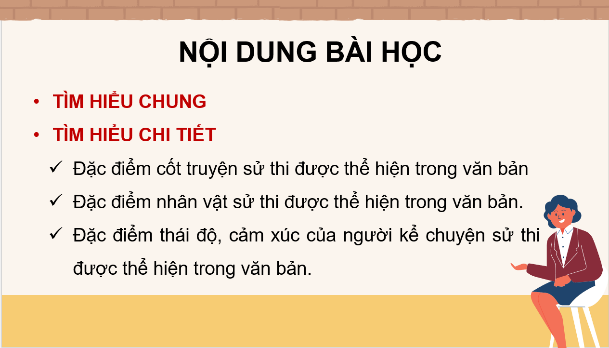 NỘI DUNG BÀI HỌC
• TÌM HIỂU CHUNG
• TÌM HIỂU CHI TIẾT
✓ Đặc điểm cốt truyện sử thi được thể hiện trong văn bản
✓ Đặc điểm nhân vật sử thi được thể hiện trong văn bản.
✓ Đặc điểm thái độ, cảm xúc của người kể chuyện sử thi
được thể hiện trong văn bản.